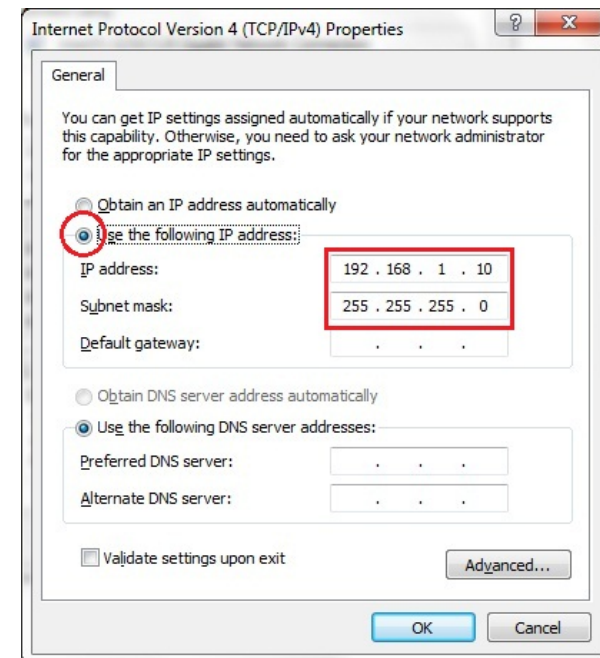 Internet Protocol Version 4 (TCP/IPv4) Properties
General
You can get IP settings assigned automatically if your network supports
this capability. Otherwise, you need to ask your network administrator
for the appropriate IP settings.
Obtain an IP address automatically
Use the following IP address:
IP address: 192 . 168 . 1 . 10
Subnet mask: 255 . 255 . 255 . 0
Default gateway: . . .
Obtain DNS server address automatically
Use the following DNS server addresses:
Preferred DNS server: . . .
Alternate DNS server: . . .
Validate settings upon exit
Advanced...
OK Cancel